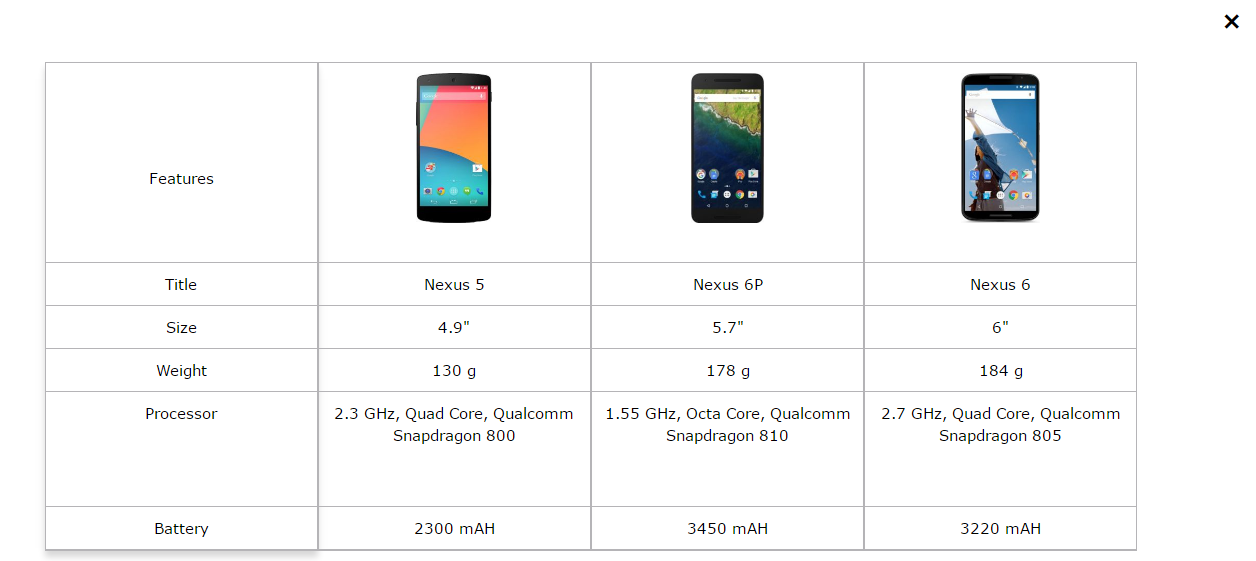 ×
Features
Title
Nexus 5
Nexus 6P
Nexus 6
Size
4.9"
5.7"
6"
Weight
130 g
178 g
184 g
Processor
2.3 GHz, Quad Core, Qualcomm
Snapdragon 800
1.55 GHz, Octa Core, Qualcomm
Snapdragon 810
2.7 GHz, Quad Core, Qualcomm
Snapdragon 805
Battery
2300 mAH
3450 mAH
3220 mAH